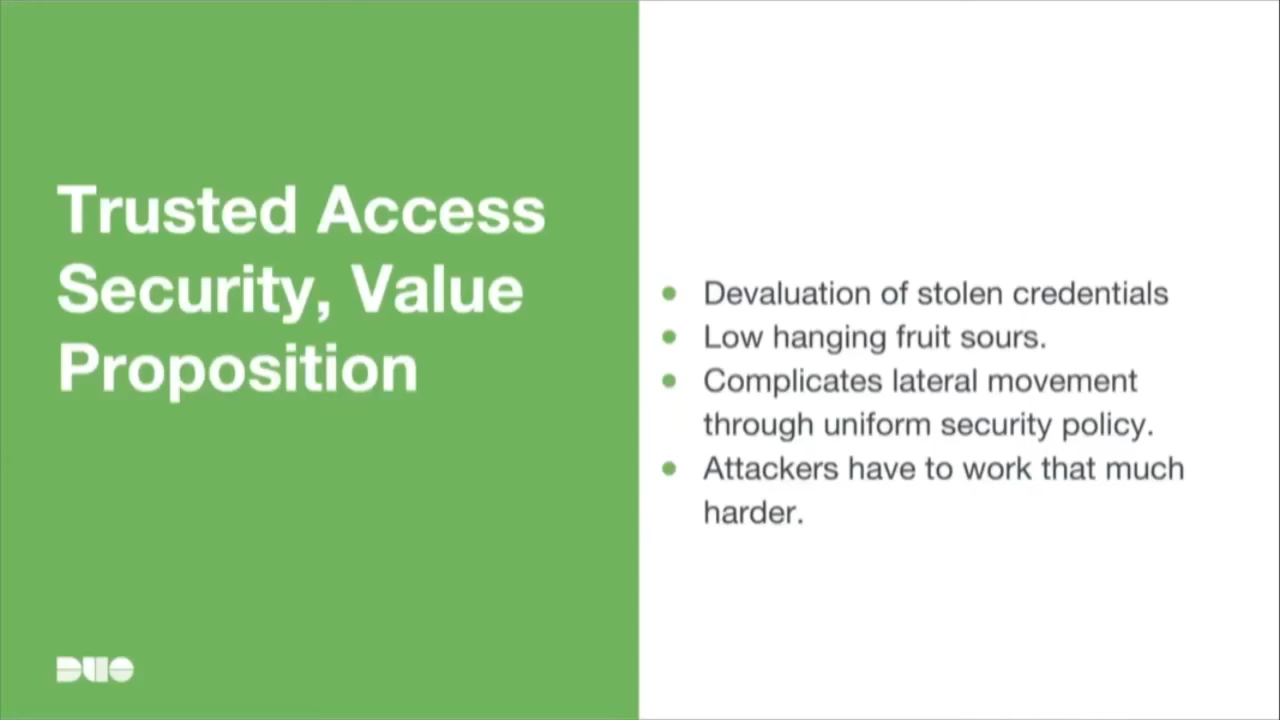 Trusted Access
Security, Value
Proposition
• Devaluation of stolen credentials
• Low hanging fruit sours.
• Complicates lateral movement
through uniform security policy.
• Attackers have to work that much
harder.
DUO